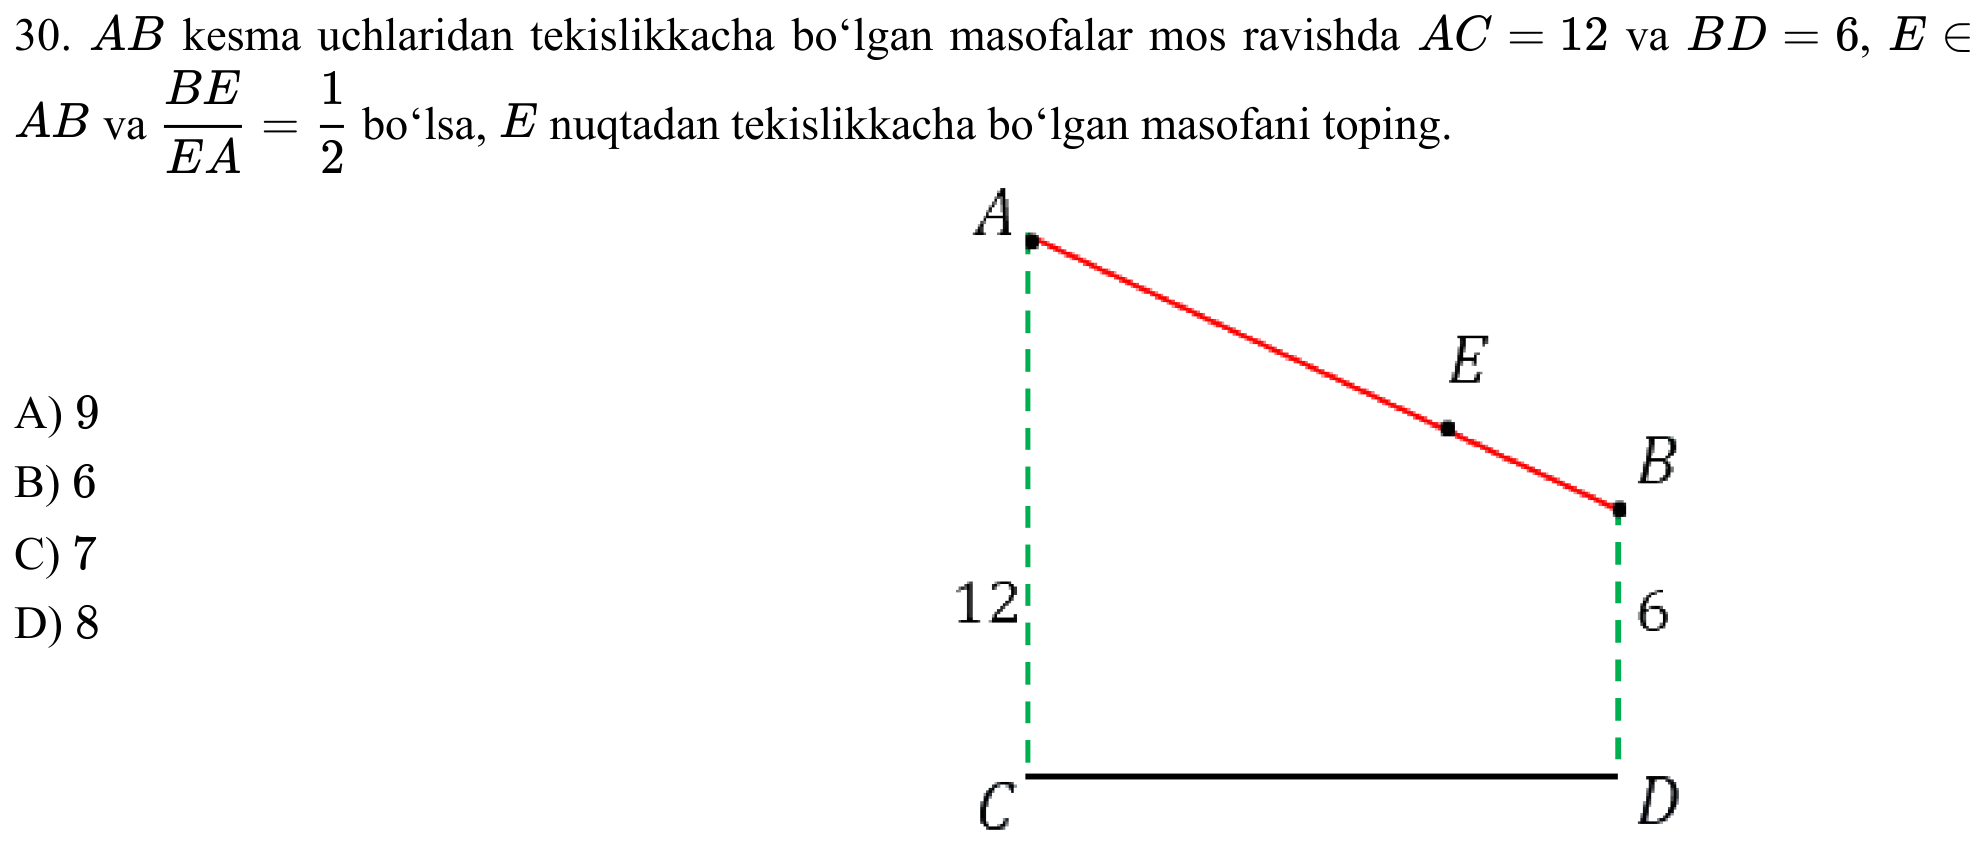 30. AB kesma uchlaridan tekislikkacha bo‘lgan masofalar mos ravishda AC = 12 va BD = 6, E ∈
AB va BE/EA = 1/2 bo‘lsa, E nuqtadan tekislikkacha bo‘lgan masofani toping.
A
E
B
A) 9
B) 6
C) 7
D) 8
12
6
C
D